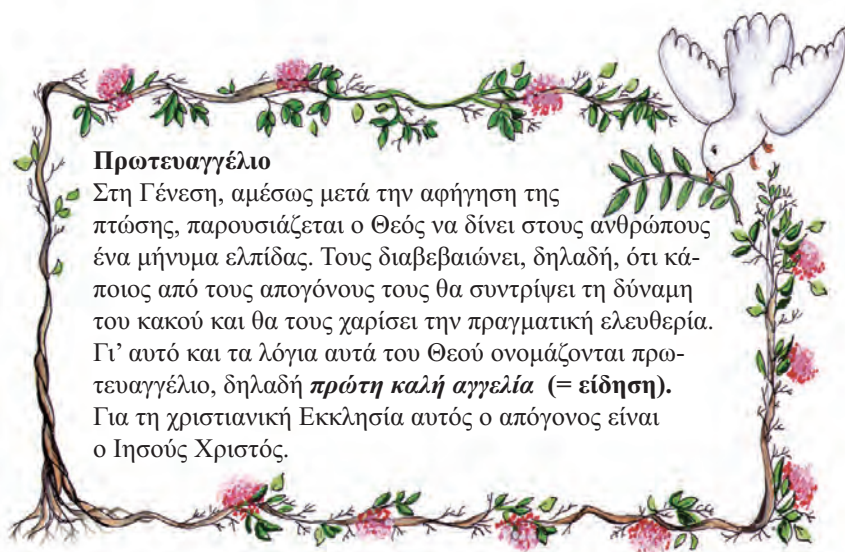 Πρωτευαγγέλιο
Στη Γένεση, αμέσως μετά την αφήγηση της
πτώσης, παρουσιάζεται ο Θεός να δίνει στους ανθρώπους
ένα μήνυμα ελπίδας. Τους διαβεβαιώνει, δηλαδή, ότι κά-
ποιος από τους απογόνους τους θα συντρίψει τη δύναμη
του κακού και θα τους χαρίσει την πραγματική ελευθερία.
Γι’ αυτό και τα λόγια αυτά του Θεού ονομάζονται πρω-
τευαγγέλιο, δηλαδή πρώτη καλή αγγελία (= είδηση).
Για τη χριστιανική Εκκλησία αυτός ο απόγονος είναι
ο Ιησούς Χριστός.